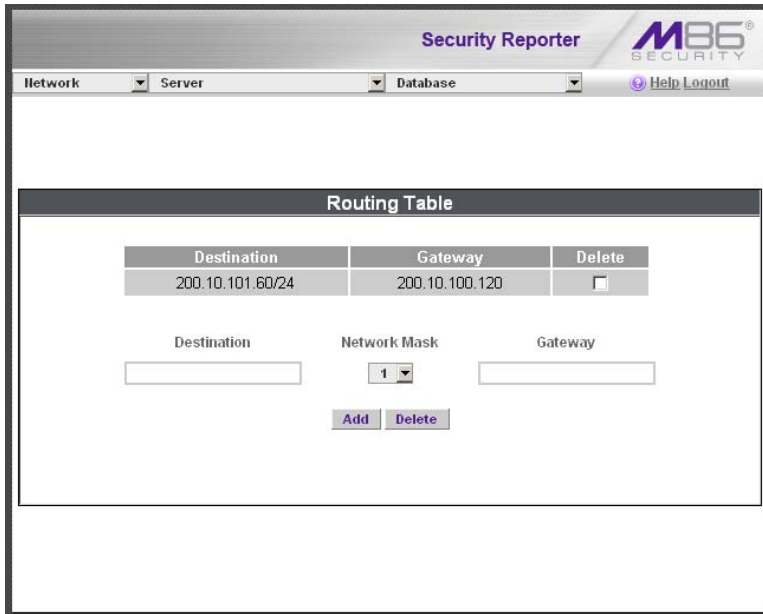 Security Reporter
M86®
SECURITY
Network Server Database Help Logout
Routing Table
Destination Gateway Delete
200.10.101.60/24 200.10.100.120
Destination Network Mask Gateway
1
Add Delete